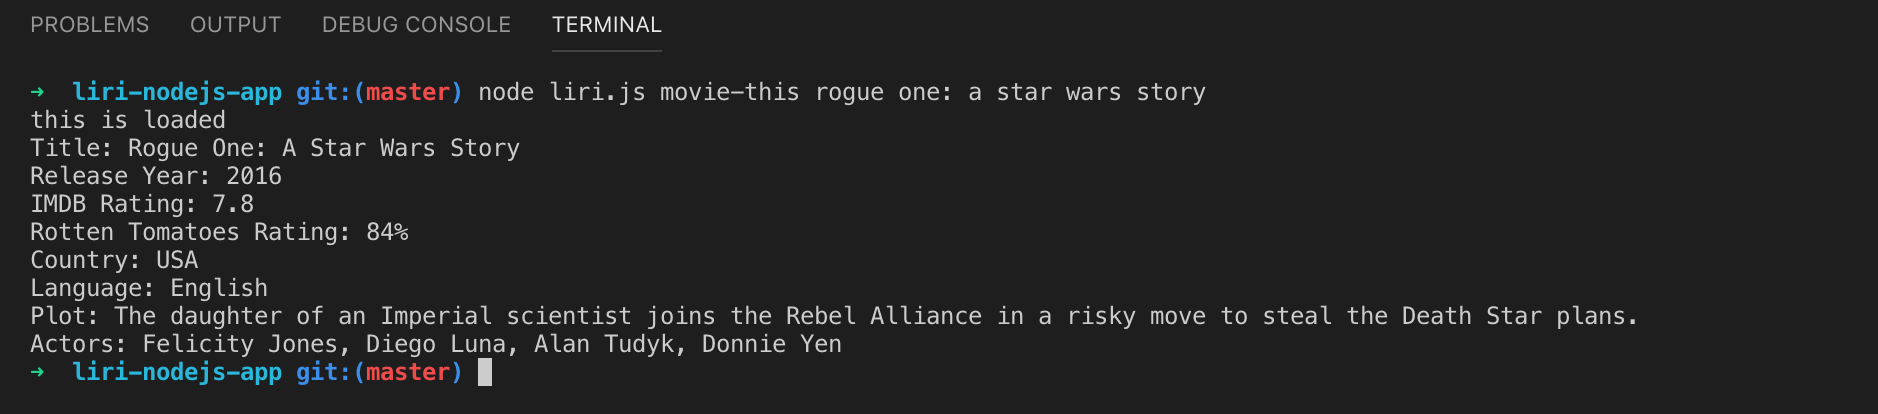 PROBLEMS OUTPUT DEBUG CONSOLE TERMINAL
➜ liri-nodejs-app git:(master) node liri.js movie-this rogue one: a star wars story
this is loaded
Title: Rogue One: A Star Wars Story
Release Year: 2016
IMDB Rating: 7.8
Rotten Tomatoes Rating: 84%
Country: USA
Language: English
Plot: The daughter of an Imperial scientist joins the Rebel Alliance in a risky move to steal the Death Star plans.
Actors: Felicity Jones, Diego Luna, Alan Tudyk, Donnie Yen
➜ liri-nodejs-app git:(master)